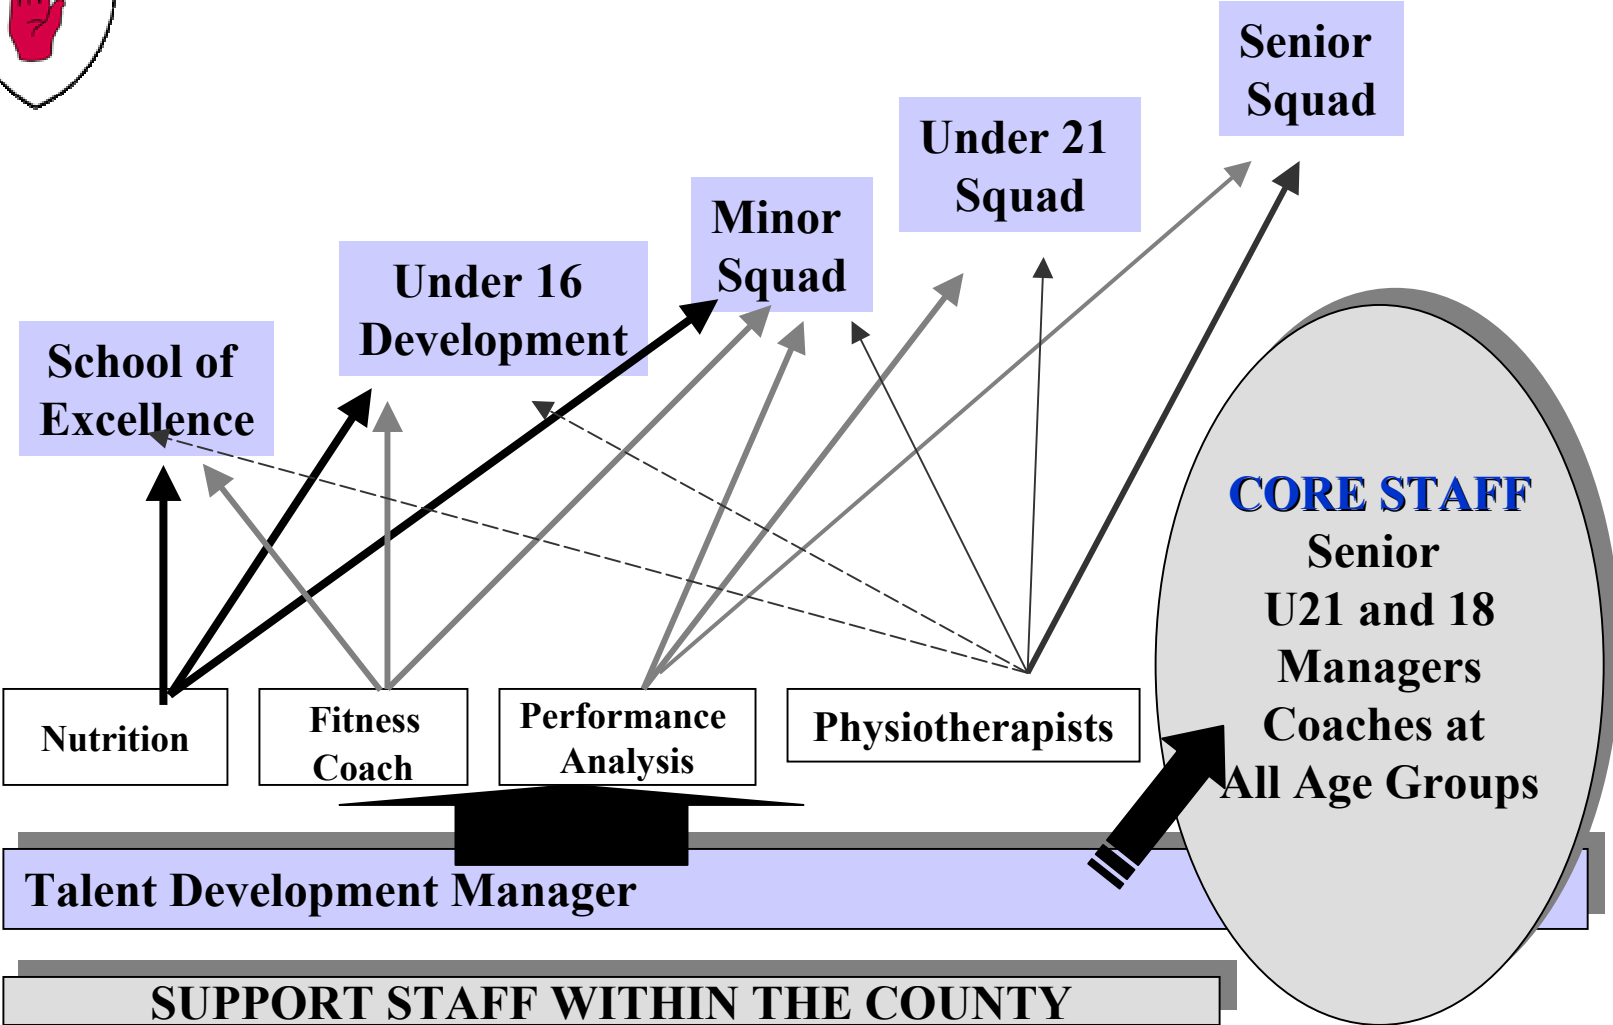 Senior
Squad
Under 21
Squad
Minor
Squad
Under 16
Development
School of
Excellence
CORE STAFF
Senior
U21 and 18
Managers
Coaches at
All Age Groups
Nutrition
Fitness
Coach
Performance
Analysis
Physiotherapists
Talent Development Manager
SUPPORT STAFF WITHIN THE COUNTY